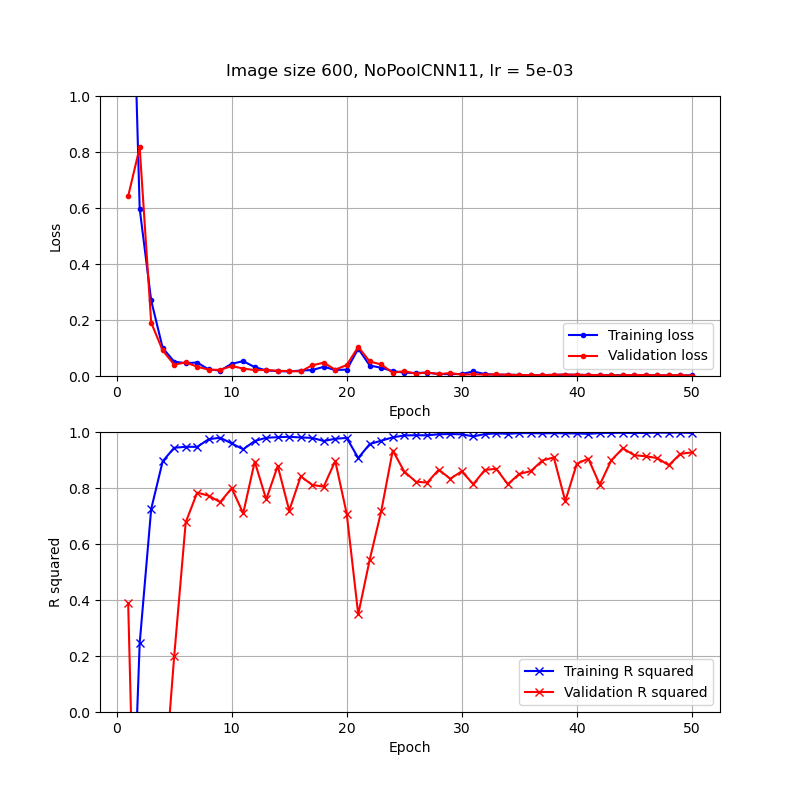 Image size 600, NoPoolCNN11, lr = 5e-03
1.0
0.8
0.6
0.4
0.2
0.0
Loss
0 10 20 30 40 50
Epoch
Training loss
Validation loss
1.0
0.8
0.6
0.4
0.2
0.0
R squared
0 10 20 30 40 50
Epoch
Training R squared
Validation R squared